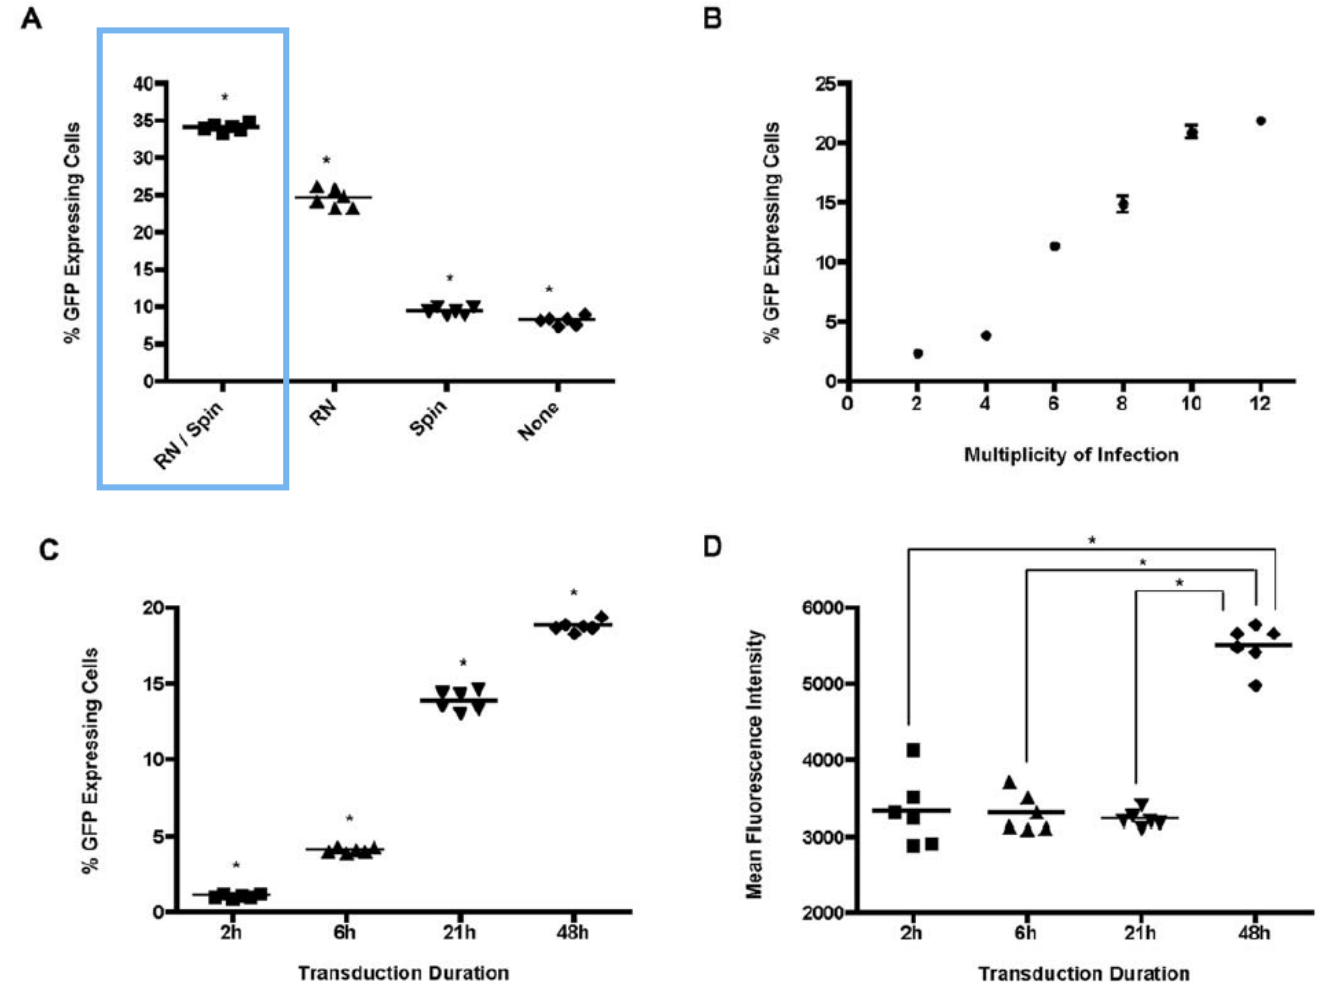 A
% GFP Expressing Cells
40
35
30
25
20
15
10
5
0
*
*
*
*
RN / Spin
RN
Spin
None
B
% GFP Expressing Cells
25
20
15
10
5
0
0 2 4 6 8 10 12
Multiplicity of Infection
C
% GFP Expressing Cells
20
15
10
5
0
*
*
*
*
2h 6h 21h 48h
Transduction Duration
D
Mean Fluorescence Intensity
*
*
*
6000
5000
4000
3000
2000
2h 6h 21h 48h
Transduction Duration